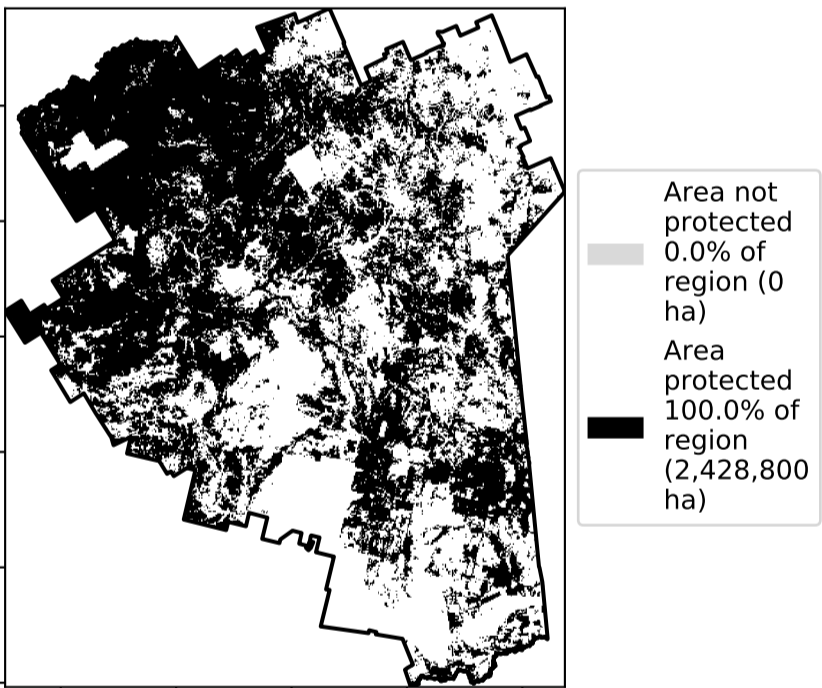 Area not
protected
0.0% of
region (0
ha)
Area
protected
100.0% of
region
(2,428,800
ha)